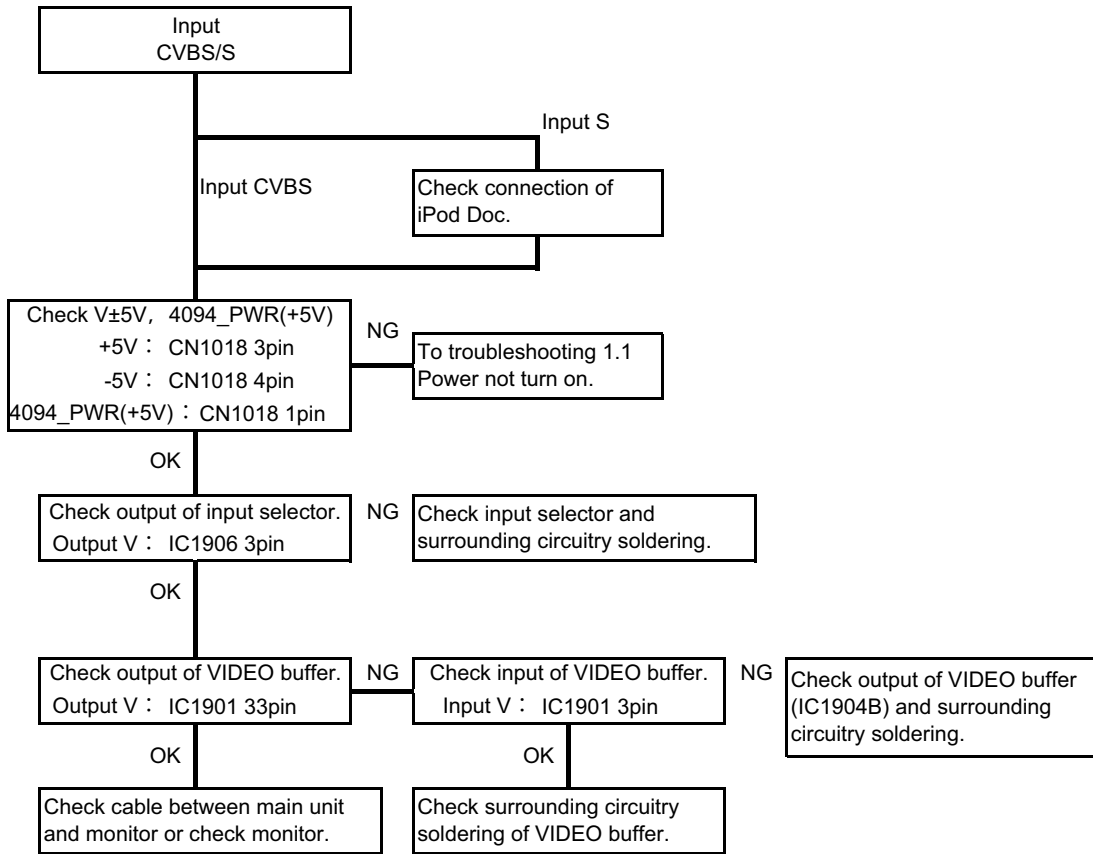 Input
CVBS/S
Input S
Input CVBS
Check connection of
iPod Doc.
Check V±5V, 4094_PWR(+5V)
+5V： CN1018 3pin
-5V： CN1018 4pin
4094_PWR(+5V)： CN1018 1pin
NG
To troubleshooting 1.1
Power not turn on.
OK
Check output of input selector.
Output V： IC1906 3pin
NG
Check input selector and
surrounding circuitry soldering.
OK
Check output of VIDEO buffer.
Output V： IC1901 33pin
NG
Check input of VIDEO buffer.
Input V： IC1901 3pin
NG
Check output of VIDEO buffer
(IC1904B) and surrounding
circuitry soldering.
OK
OK
Check cable between main unit
and monitor or check monitor.
Check surrounding circuitry
soldering of VIDEO buffer.